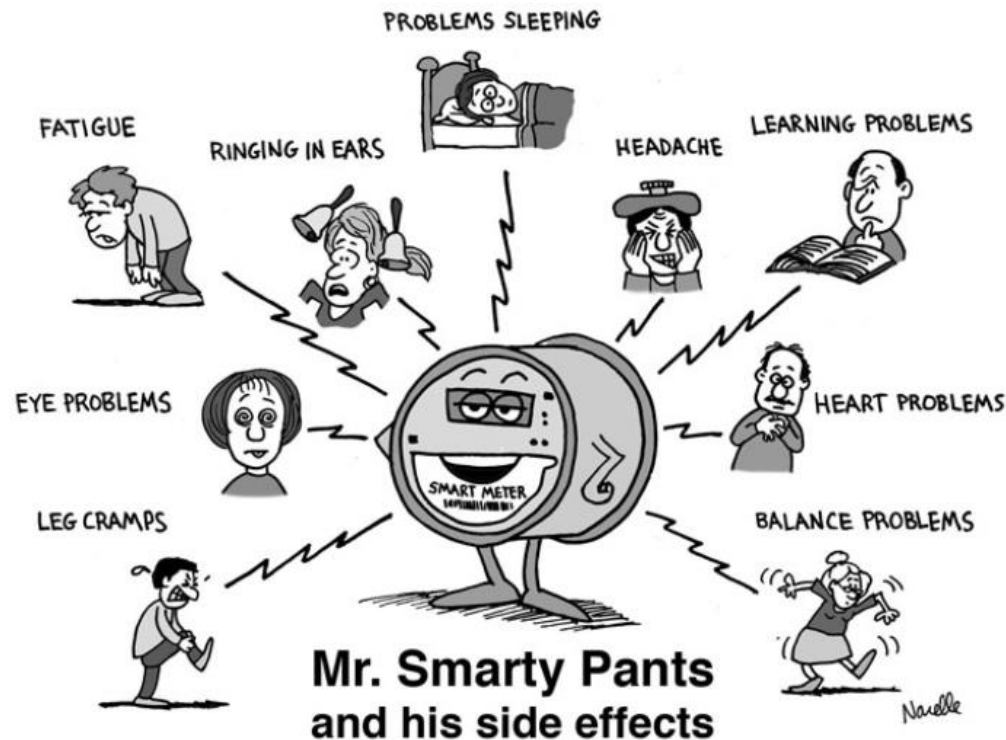 PROBLEMS SLEEPING
FATIGUE
RINGING IN EARS
HEADACHE
LEARNING PROBLEMS
EYE PROBLEMS
HEART PROBLEMS
LEG CRAMPS
SMART METER
BALANCE PROBLEMS
Mr. Smarty Pants
and his side effects
Narelle